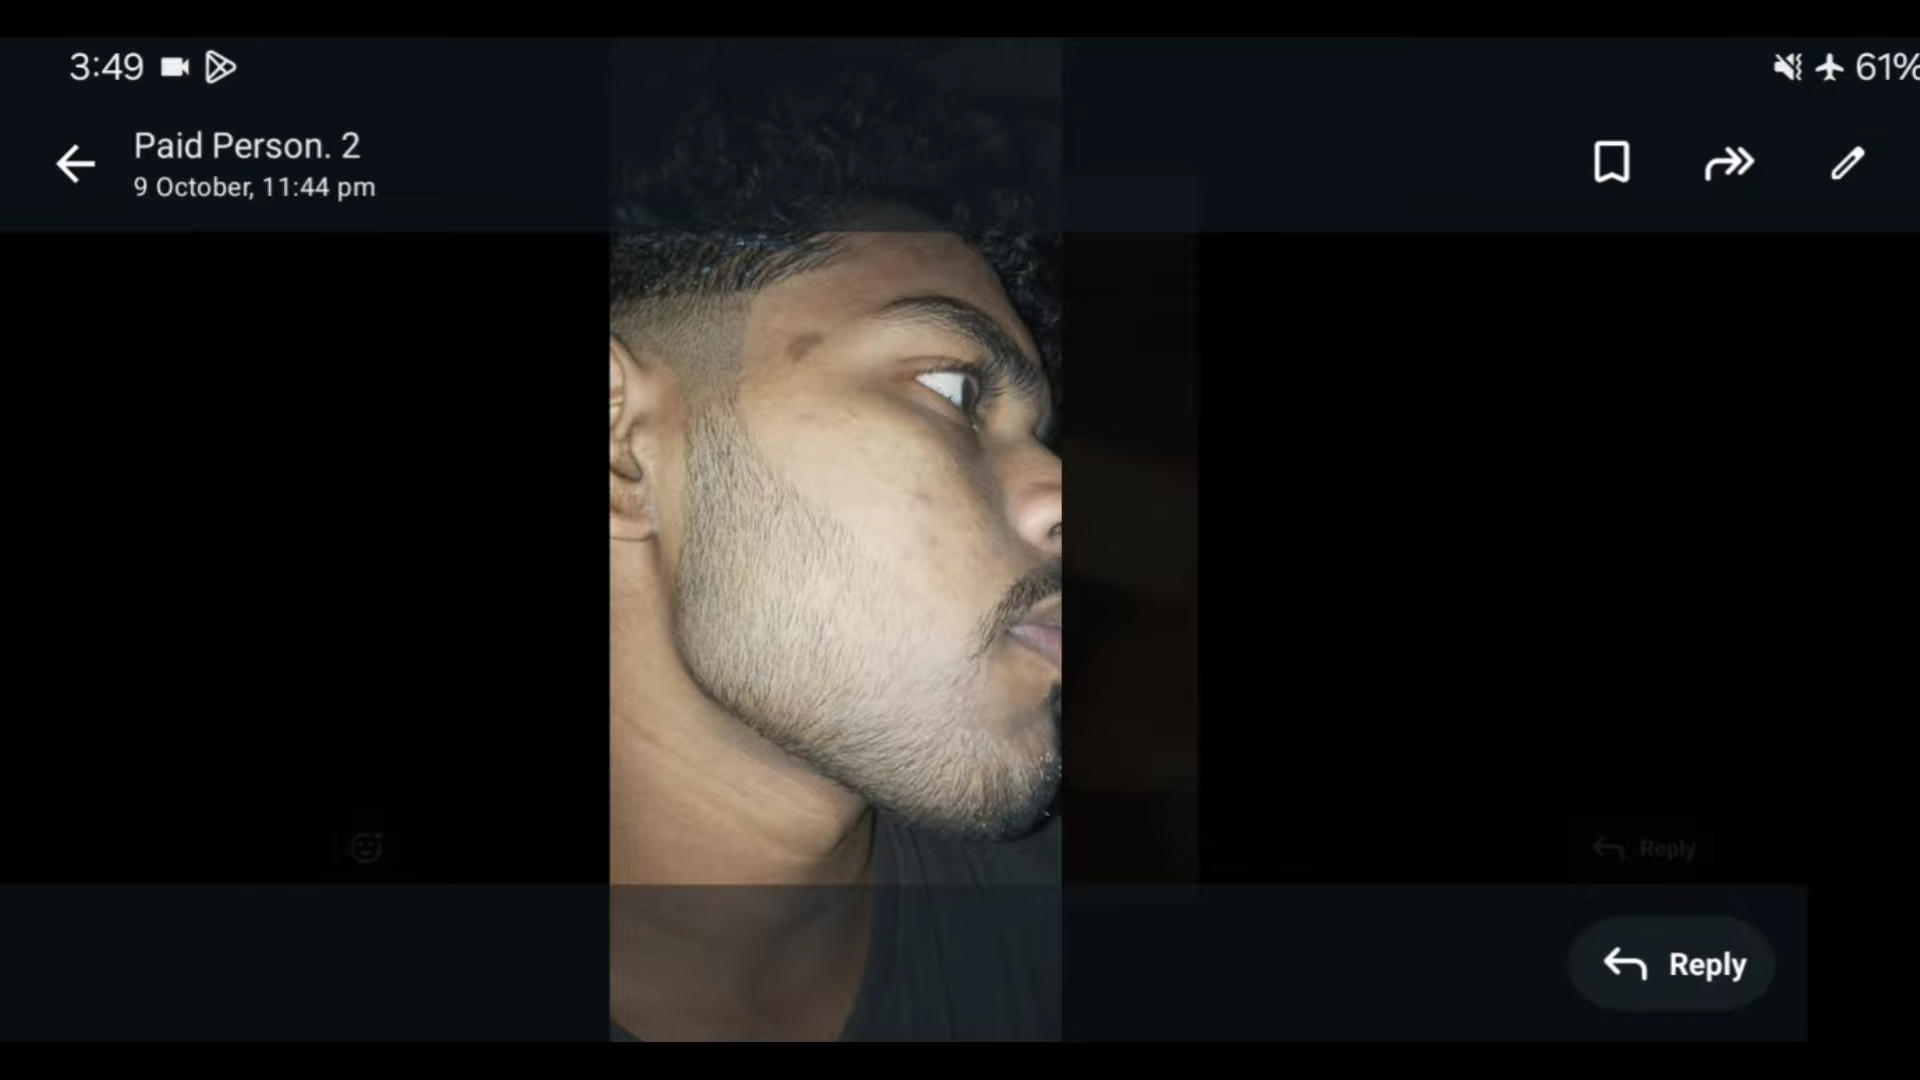 3:49
61%
Paid Person. 2
9 October, 11:44 pm
Reply
Reply